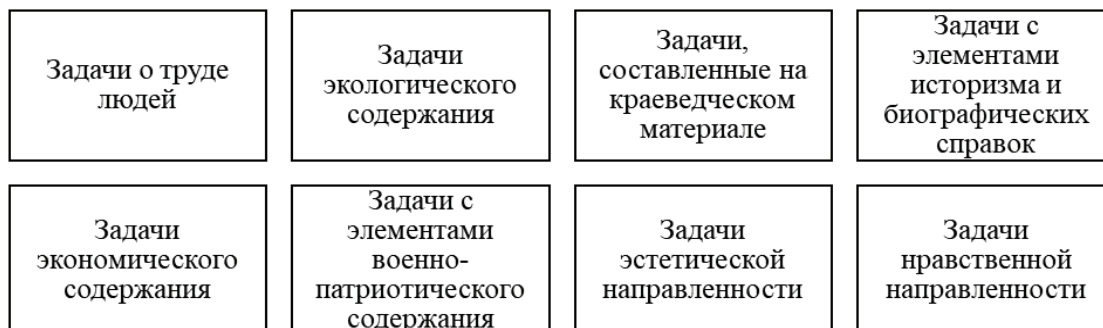 Задачи о труде
людей
Задачи
экологического
содержания
Задачи,
составленные на
краеведческом
материале
Задачи с
элементами
историзма и
биографических
справок
Задачи
экономического
содержания
Задачи с
элементами
военно-
патриотического
содержания
Задачи
эстетической
направленности
Задачи
нравственной
направленности